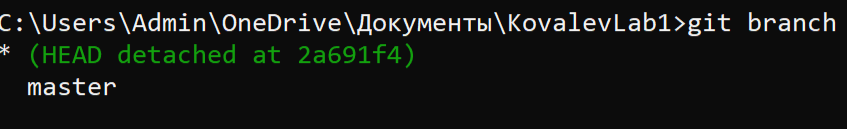 C:\Users\Admin\OneDrive\Документы\KovalevLab1>git branch
* (HEAD detached at 2a691f4)
  master